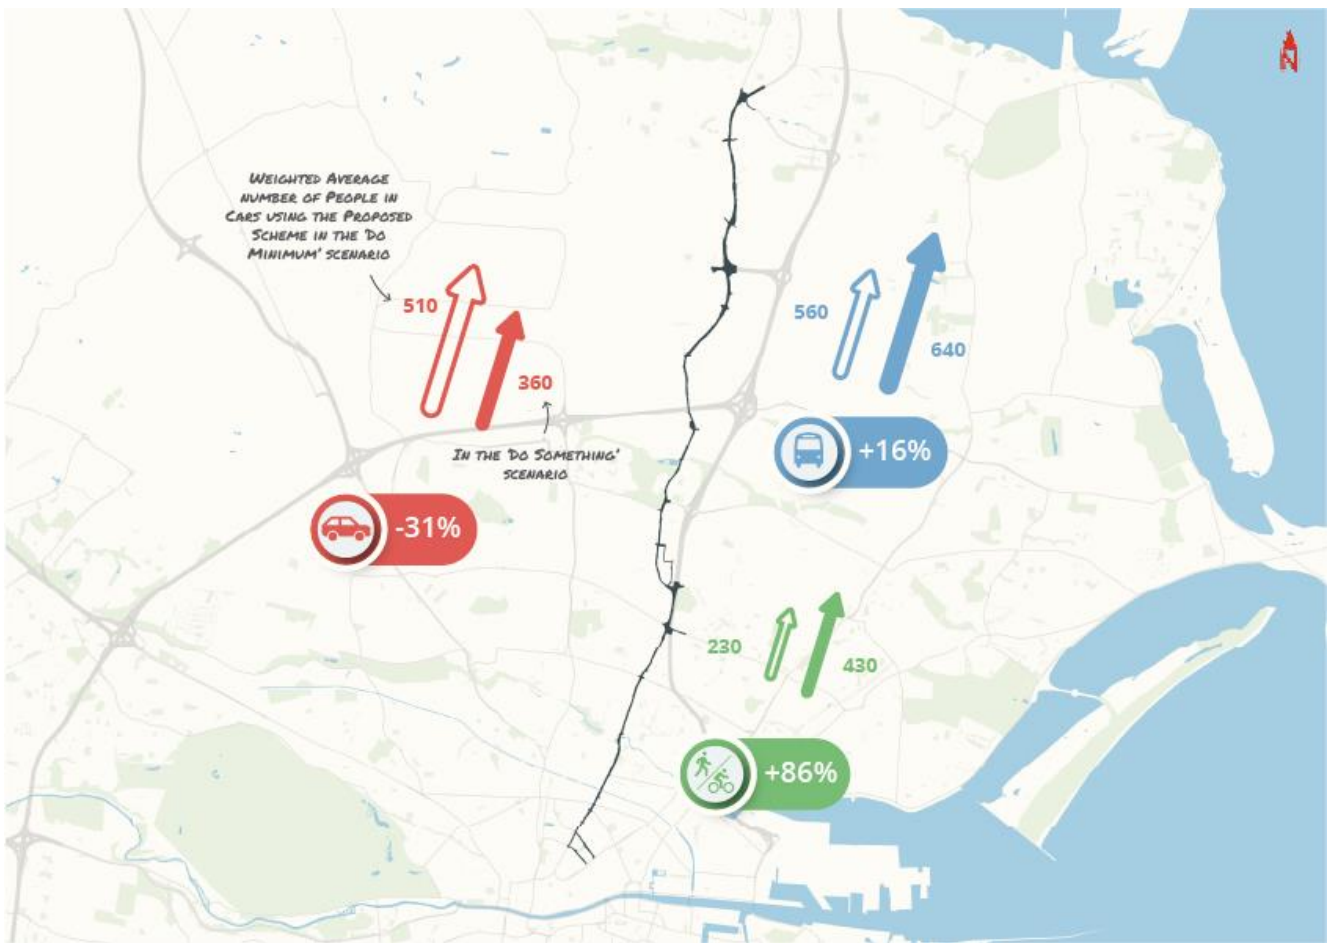 N
WEIGHTED AVERAGE
NUMBER OF PEOPLE IN
CARS USING THE PROPOSED
SCHEME IN THE 'DO
MINIMUM' SCENARIO
510
360
IN THE 'DO SOMETHING'
SCENARIO
-31%
560
640
+16%
230
430
+86%